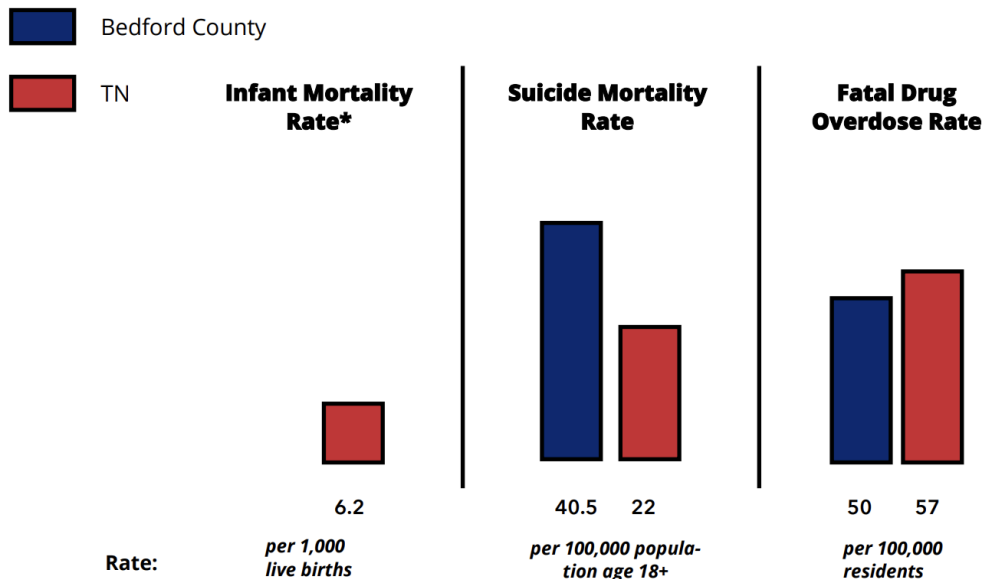 Bedford County
TN
Infant Mortality
Rate*
Suicide Mortality
Rate
Fatal Drug
Overdose Rate
6.2
40.5 22
50 57
Rate:
per 1,000
live births
per 100,000 popula-
tion age 18+
per 100,000
residents